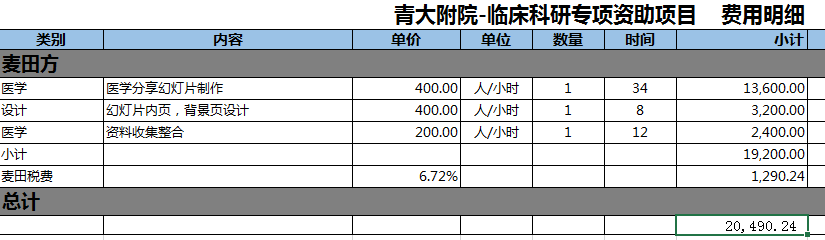 青大附院-临床科研专项资助项目 费用明细
类别 内容 单价 单位 数量 时间 小计
麦田方
医学 医学分享幻灯片制作 400.00 人/小时 1 34 13,600.00
设计 幻灯片内页，背景页设计 400.00 人/小时 1 8 3,200.00
医学 资料收集整合 200.00 人/小时 1 12 2,400.00
小计 19,200.00
麦田税费 6.72% 1,290.24
总计
20,490.24